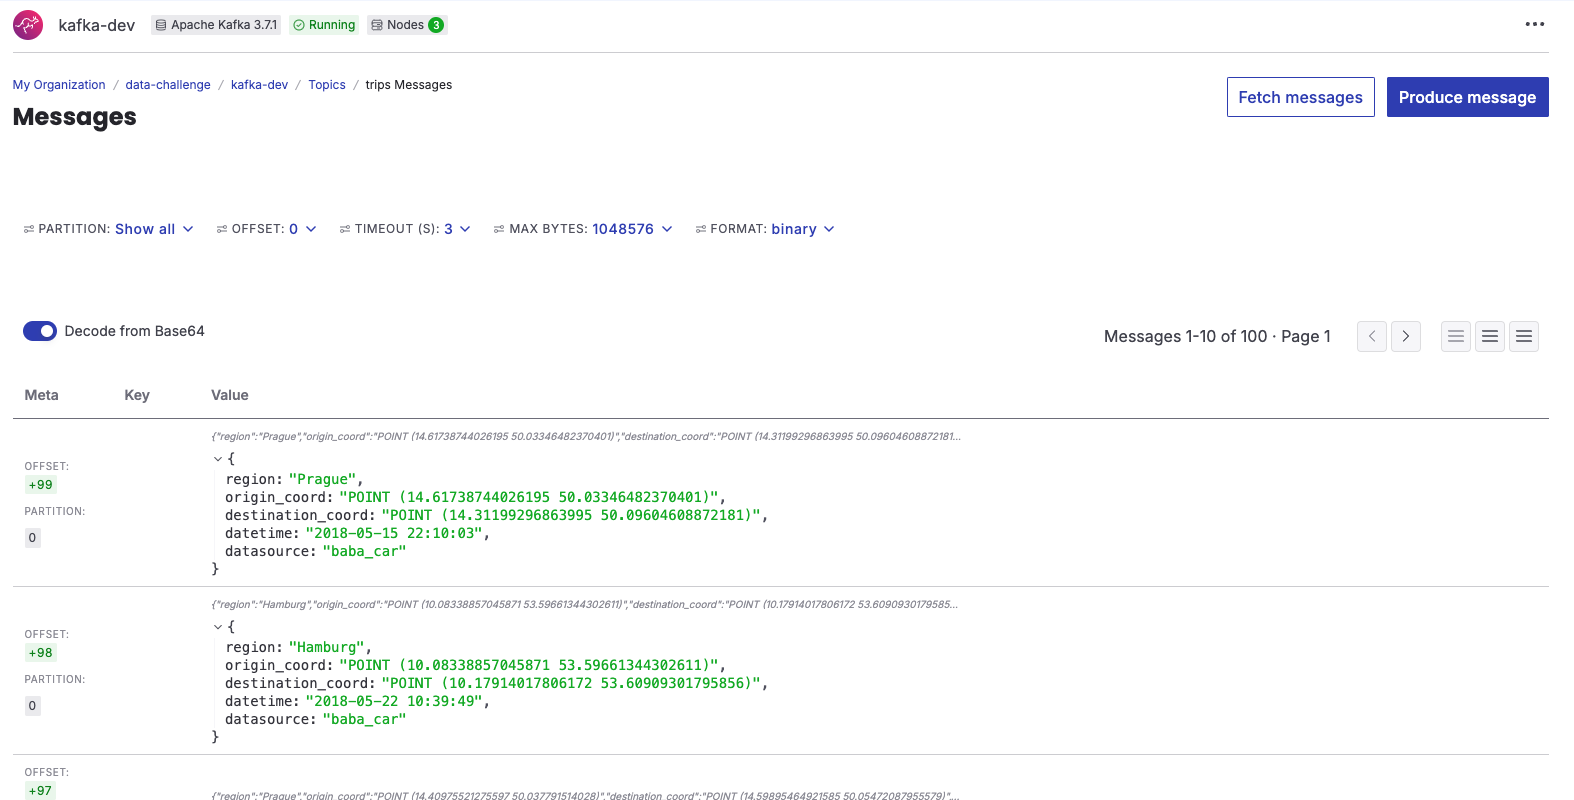 kafka-dev Apache Kafka 3.7.1 Running Nodes 3
My Organization / data-challenge / kafka-dev / Topics / trips Messages
Messages
Fetch messages Produce message
PARTITION: Show all OFFSET: 0 TIMEOUT (S): 3 MAX BYTES: 1048576 FORMAT: binary
Decode from Base64
Messages 1-10 of 100 · Page 1
Meta Key Value
{"region":"Prague","origin_coord":"POINT (14.61738744026195 50.03346482370401)","destination_coord":"POINT (14.31199296863995 50.09604608872181...
OFFSET:
+99
PARTITION:
0
{
region: "Prague",
origin_coord: "POINT (14.61738744026195 50.03346482370401)",
destination_coord: "POINT (14.31199296863995 50.09604608872181)",
datetime: "2018-05-15 22:10:03",
datasource: "baba_car"
}
{"region":"Hamburg","origin_coord":"POINT (10.08338857045871 53.59661344302611)","destination_coord":"POINT (10.17914017806172 53.6090930179585...
OFFSET:
+98
PARTITION:
0
{
region: "Hamburg",
origin_coord: "POINT (10.08338857045871 53.59661344302611)",
destination_coord: "POINT (10.17914017806172 53.60909301795856)",
datetime: "2018-05-22 10:39:49",
datasource: "baba_car"
}
OFFSET:
+97
{"region":"Prague","origin_coord":"POINT (14.40975521275597 50.037791514028)","destination_coord":"POINT (14.59895464921585 50.05472087955579)",...